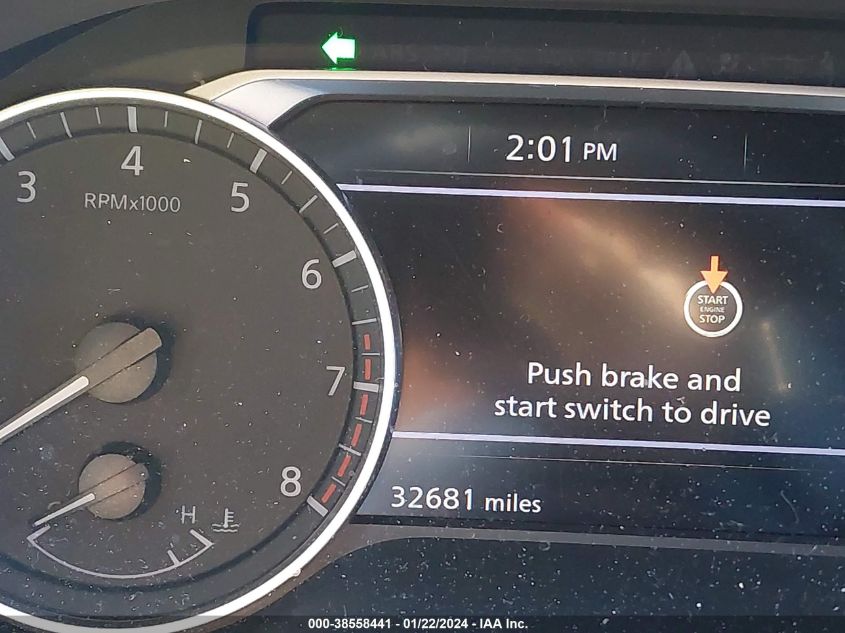 2:01 PM
3
4
5
6
7
8
RPMx1000
START
ENGINE
STOP
Push brake and
start switch to drive
H
32681 miles
000-38558441 - 01/22/2024 - IAA Inc.